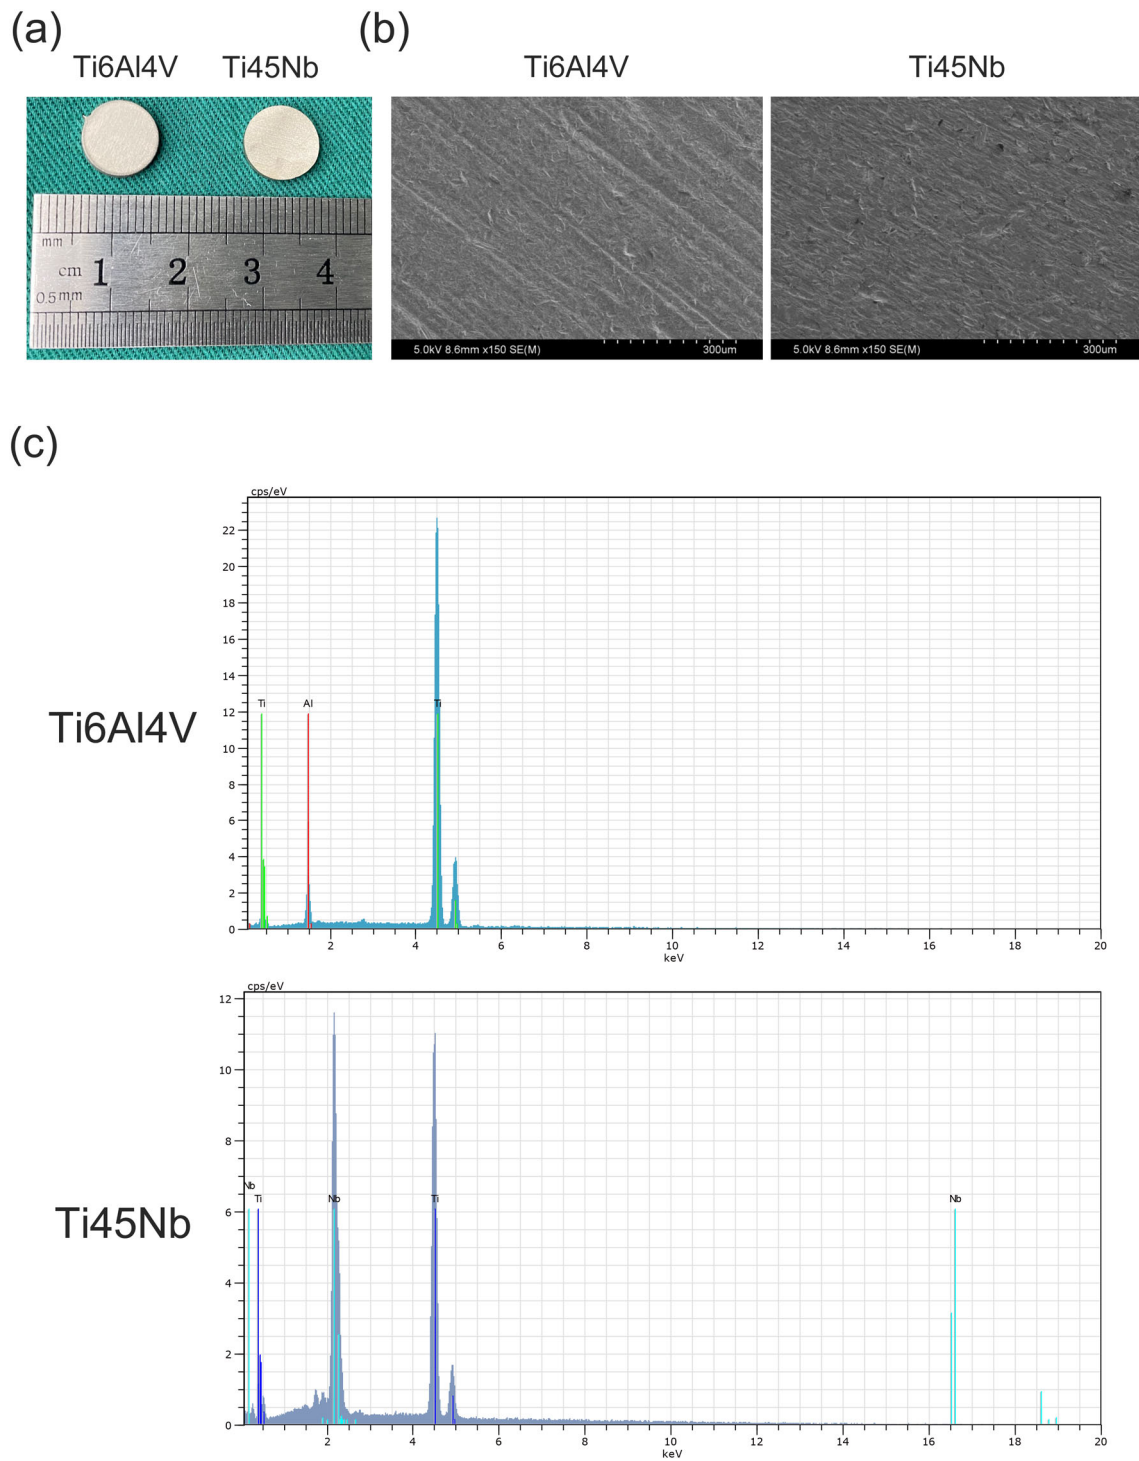 (a)
Ti6Al4V Ti45Nb
mm
cm 1 2 3 4
0.5mm
(b)
Ti6Al4V Ti45Nb
5.0kV 8.6mm x150 SE(M) 300um
5.0kV 8.6mm x150 SE(M) 300um
(c)
Ti6Al4V
cps/eV
22
20
18
16
14
12
10
8
6
4
2
0
Ti Al Ti
2 4 6 8 10 12 14 16 18 20
keV
Ti45Nb
cps/eV
12
10
8
6
4
2
0
Nb Ti Nb Ti Nb
2 4 6 8 10 12 14 16 18 20
keV